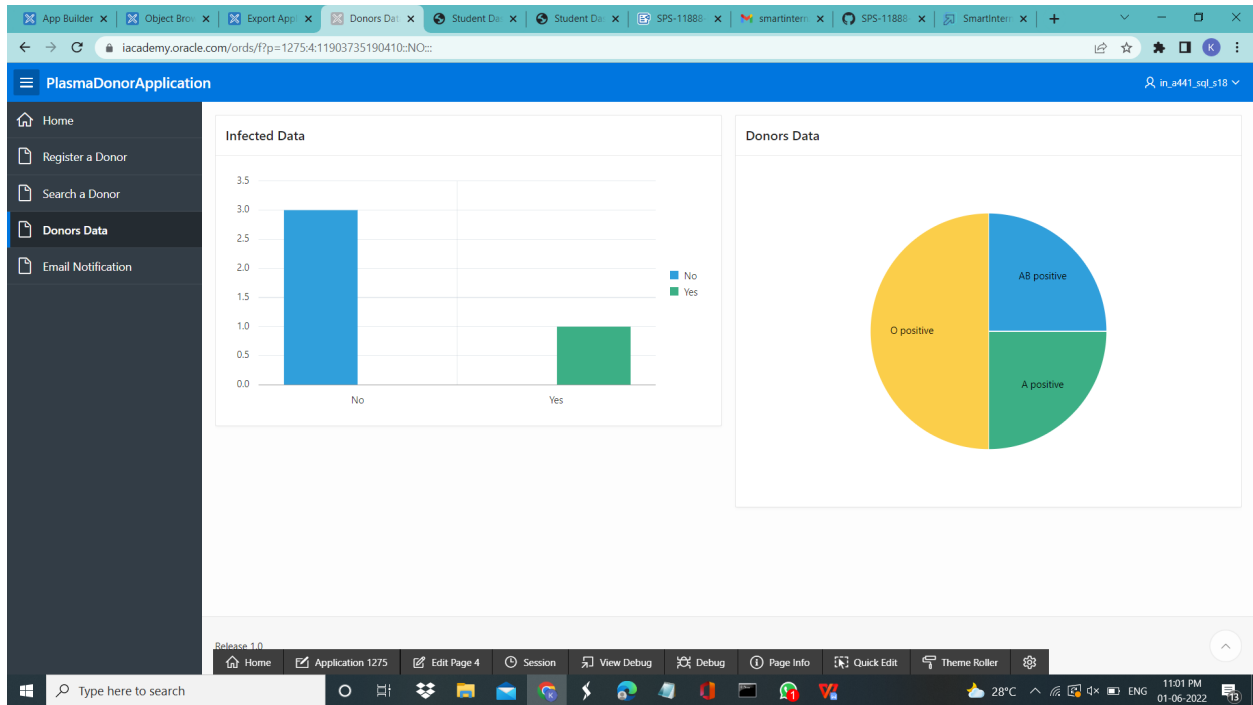 App Builder
Object Brow
Export Appl
Donors Dat
Student Da
Student Da
SPS-11888-
smartintern
SPS-11888
SmartIntern
iacademy.oracle.com/ords/f?p=1275:4:11903735190410::NO:::
K
PlasmaDonorApplication
in_a441_sql_s18
Home
Register a Donor
Search a Donor
Donors Data
Email Notification
Infected Data
3.5
3.0
2.5
2.0
1.5
1.0
0.5
0.0
No
Yes
No
Yes
Donors Data
AB positive
O positive
A positive
Release 1.0
Home
Application 1275
Edit Page 4
Session
View Debug
Debug
Page Info
Quick Edit
Theme Roller
Type here to search
28°C
ENG
11:01 PM
01-06-2022
13